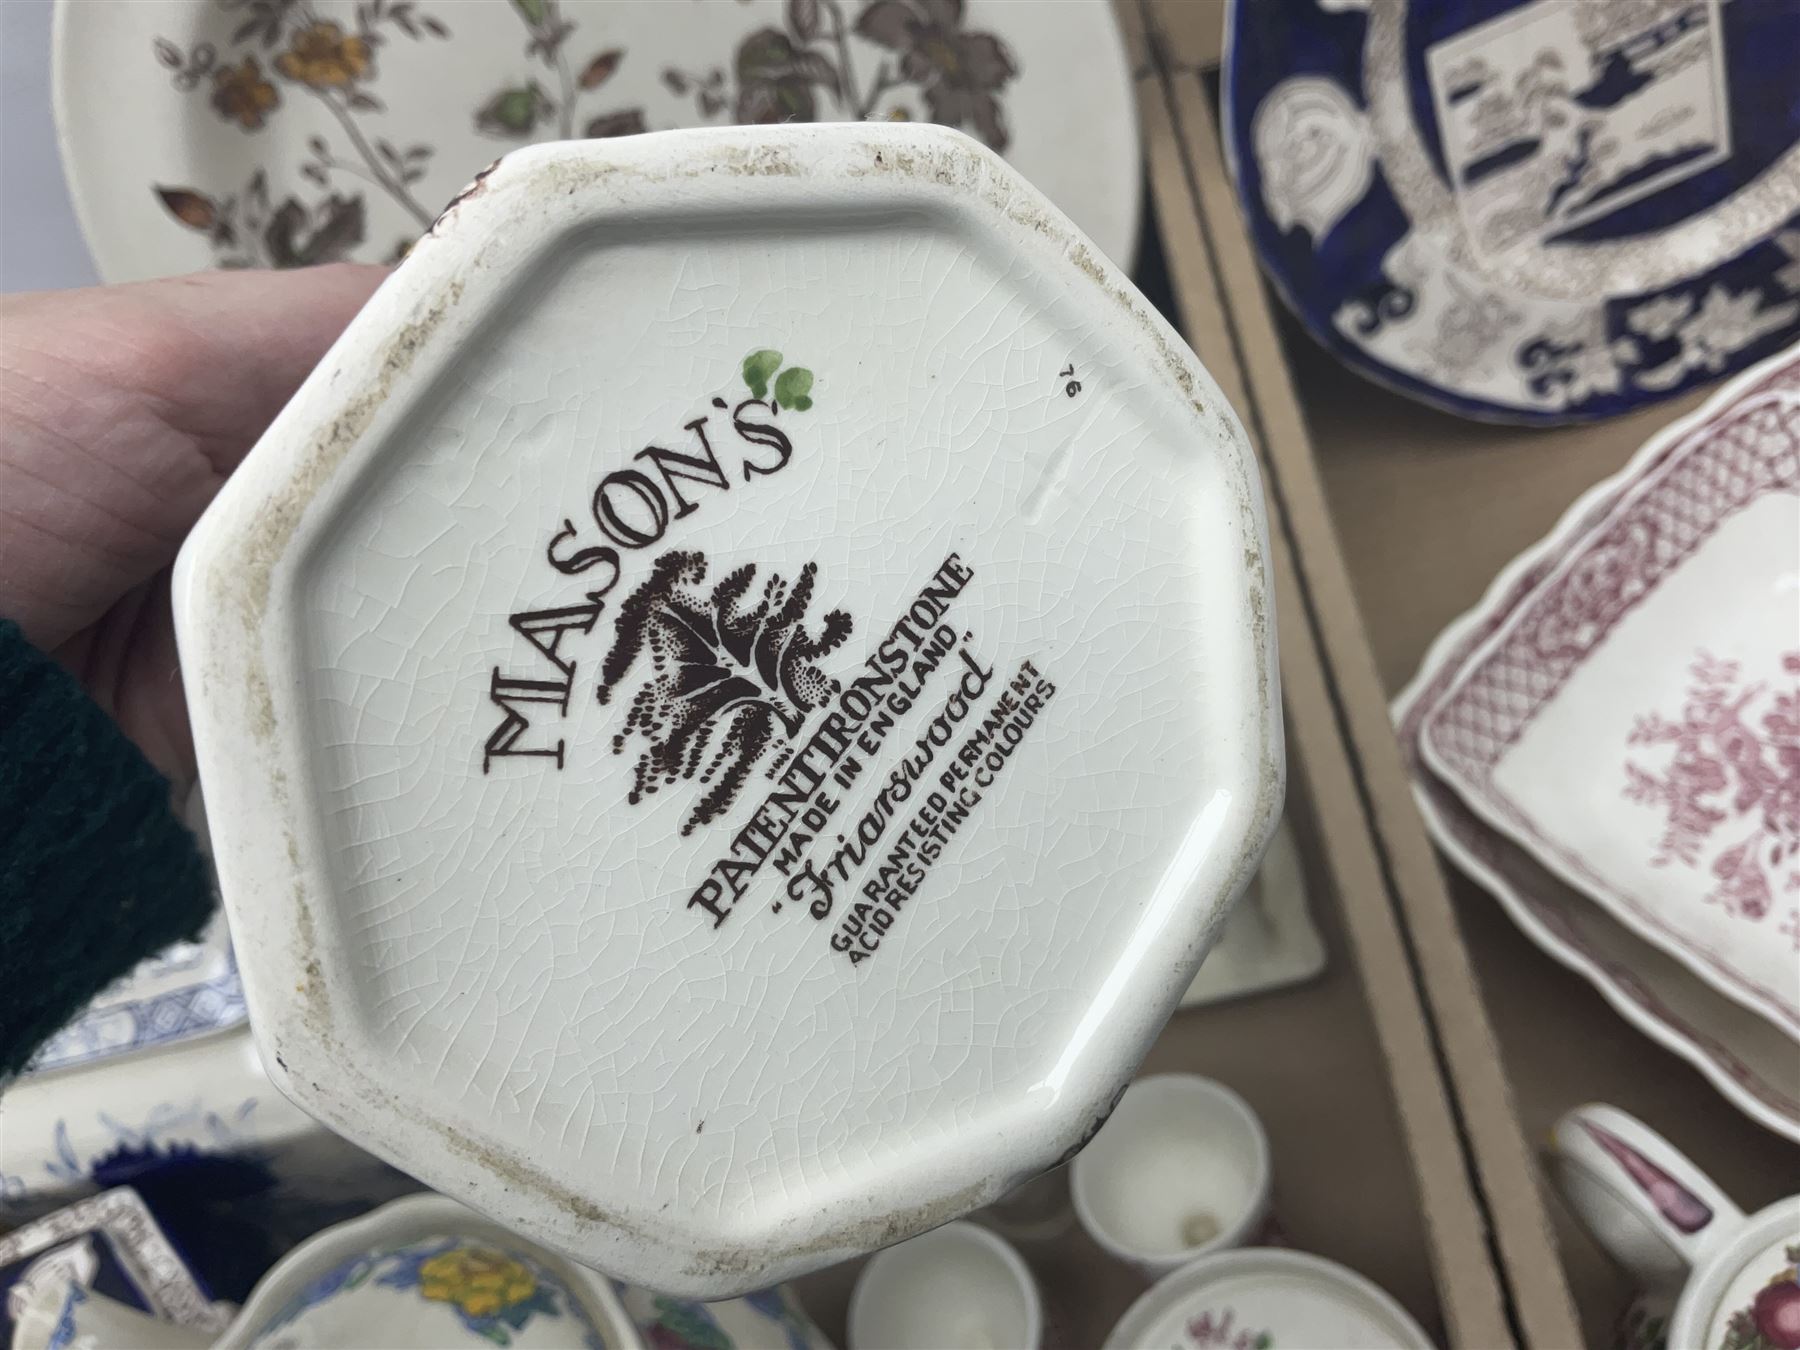 MASON'S
PATENT IRONSTONE
MADE IN ENGLAND
"Friarswood"
GUARANTEED PERMANENT
ACID RESISTING COLOURS
76